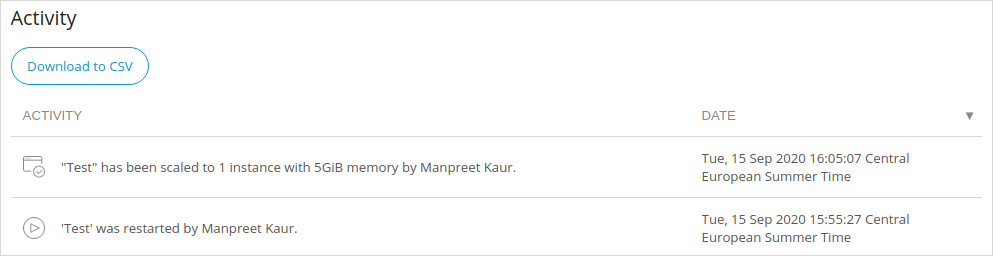 Activity
Download to CSV
ACTIVITY DATE ▼
"Test" has been scaled to 1 instance with 5GiB memory by Manpreet Kaur.
Tue, 15 Sep 2020 16:05:07 Central
European Summer Time
'Test' was restarted by Manpreet Kaur.
Tue, 15 Sep 2020 15:55:27 Central
European Summer Time